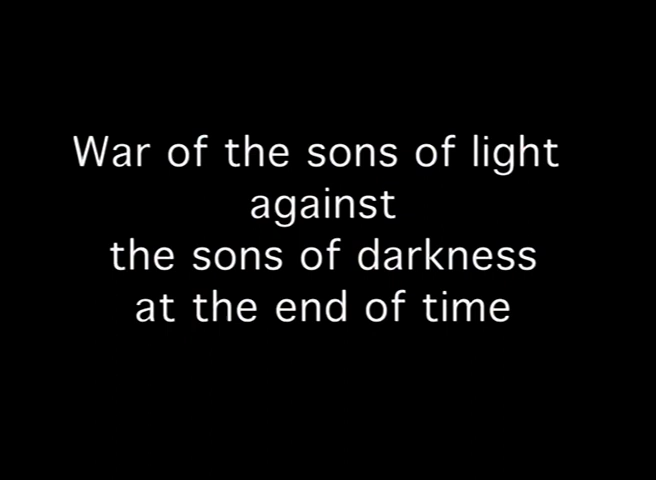 War of the sons of light
against
the sons of darkness
at the end of time